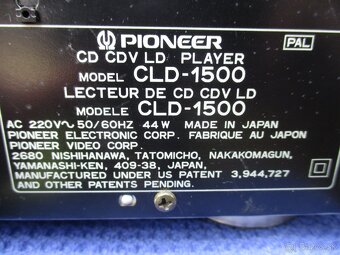 PIONEER
PAL
CD CDV LD PLAYER
MODEL CLD-1500
LECTEUR DE CD CDV LD
MODELE CLD-1500
AC 220V~50/60HZ 44W MADE IN JAPAN
PIONEER ELECTRONIC CORP. FABRIQUE AU JAPON
PIONEER VIDEO CORP.
2680 NISHIHANAWA, TATOMICHO, NAKAKOMAGUN,
YAMANASHI-KEN, 409-38, JAPAN,
MANUFACTURED UNDER US PATENT 3,944,727
AND OTHER PATENTS PENDING.